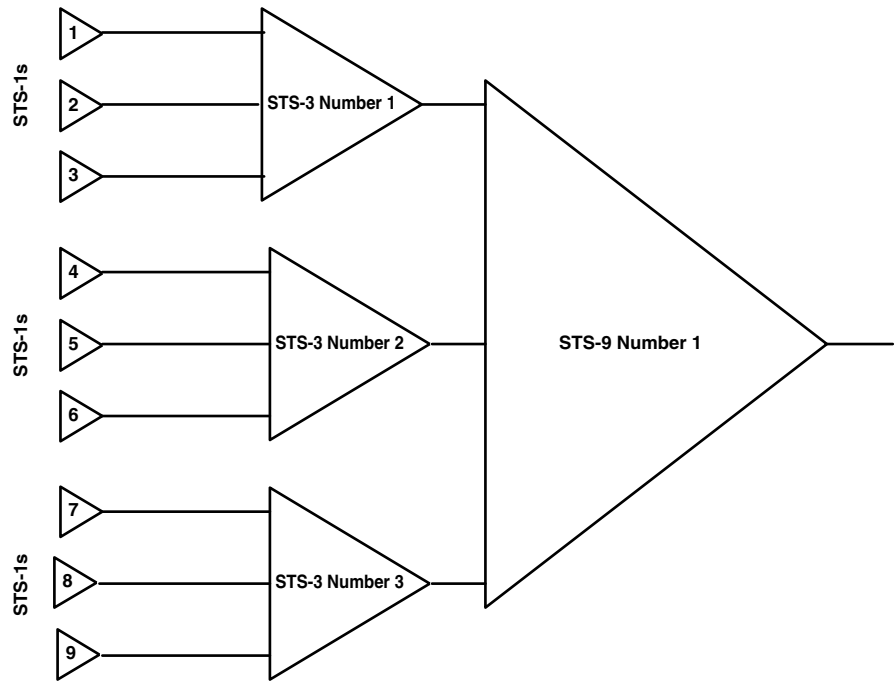 STS-1s
1
2
3
STS-3 Number 1
STS-1s
4
5
6
STS-3 Number 2
STS-9 Number 1
STS-1s
7
8
9
STS-3 Number 3